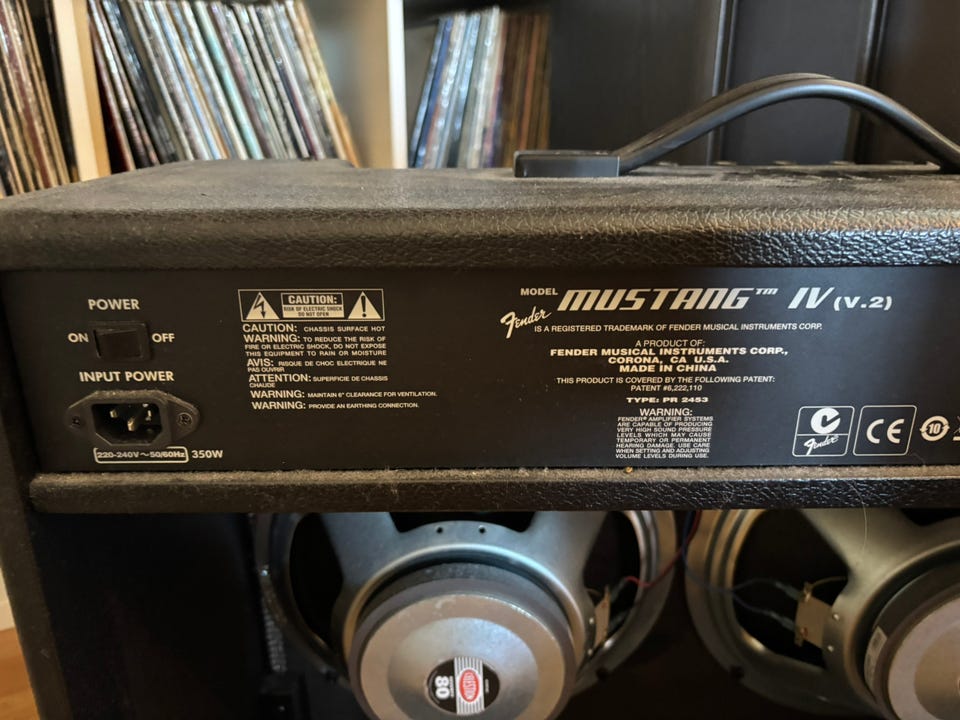 POWER
ON OFF
INPUT POWER
220-240V～50/60Hz 350W
CAUTION:
RISK OF ELECTRIC SHOCK
DO NOT OPEN
CAUTION: CHASSIS SURFACE HOT
WARNING: TO REDUCE THE RISK OF
FIRE OR ELECTRIC SHOCK, DO NOT EXPOSE
THIS EQUIPMENT TO RAIN OR MOISTURE
AVIS: RISQUE DE CHOC ELECTRIQUE NE
PAS OUVRIR
ATTENTION: SUPERFICIE DE CHASSIS
CHAUDE
WARNING: MAINTAIN 6" CLEARANCE FOR VENTILATION.
WARNING: PROVIDE AN EARTHING CONNECTION.
MODEL MUSTANG™ IV (V.2)
Fender
IS A REGISTERED TRADEMARK OF FENDER MUSICAL INSTRUMENTS CORP.
A PRODUCT OF:
FENDER MUSICAL INSTRUMENTS CORP.,
CORONA, CA U.S.A.
MADE IN CHINA
THIS PRODUCT IS COVERED BY THE FOLLOWING PATENT:
PATENT #6,222,110
TYPE: PR 2453
WARNING:
FENDER® AMPLIFIER SYSTEMS
ARE CAPABLE OF PRODUCING
VERY HIGH SOUND PRESSURE
LEVELS WHICH MAY CAUSE
TEMPORARY OR PERMANENT
HEARING DAMAGE. USE CARE
WHEN SETTING AND ADJUSTING
VOLUME LEVELS DURING USE.
Fender
CE
10
80
CELESTION